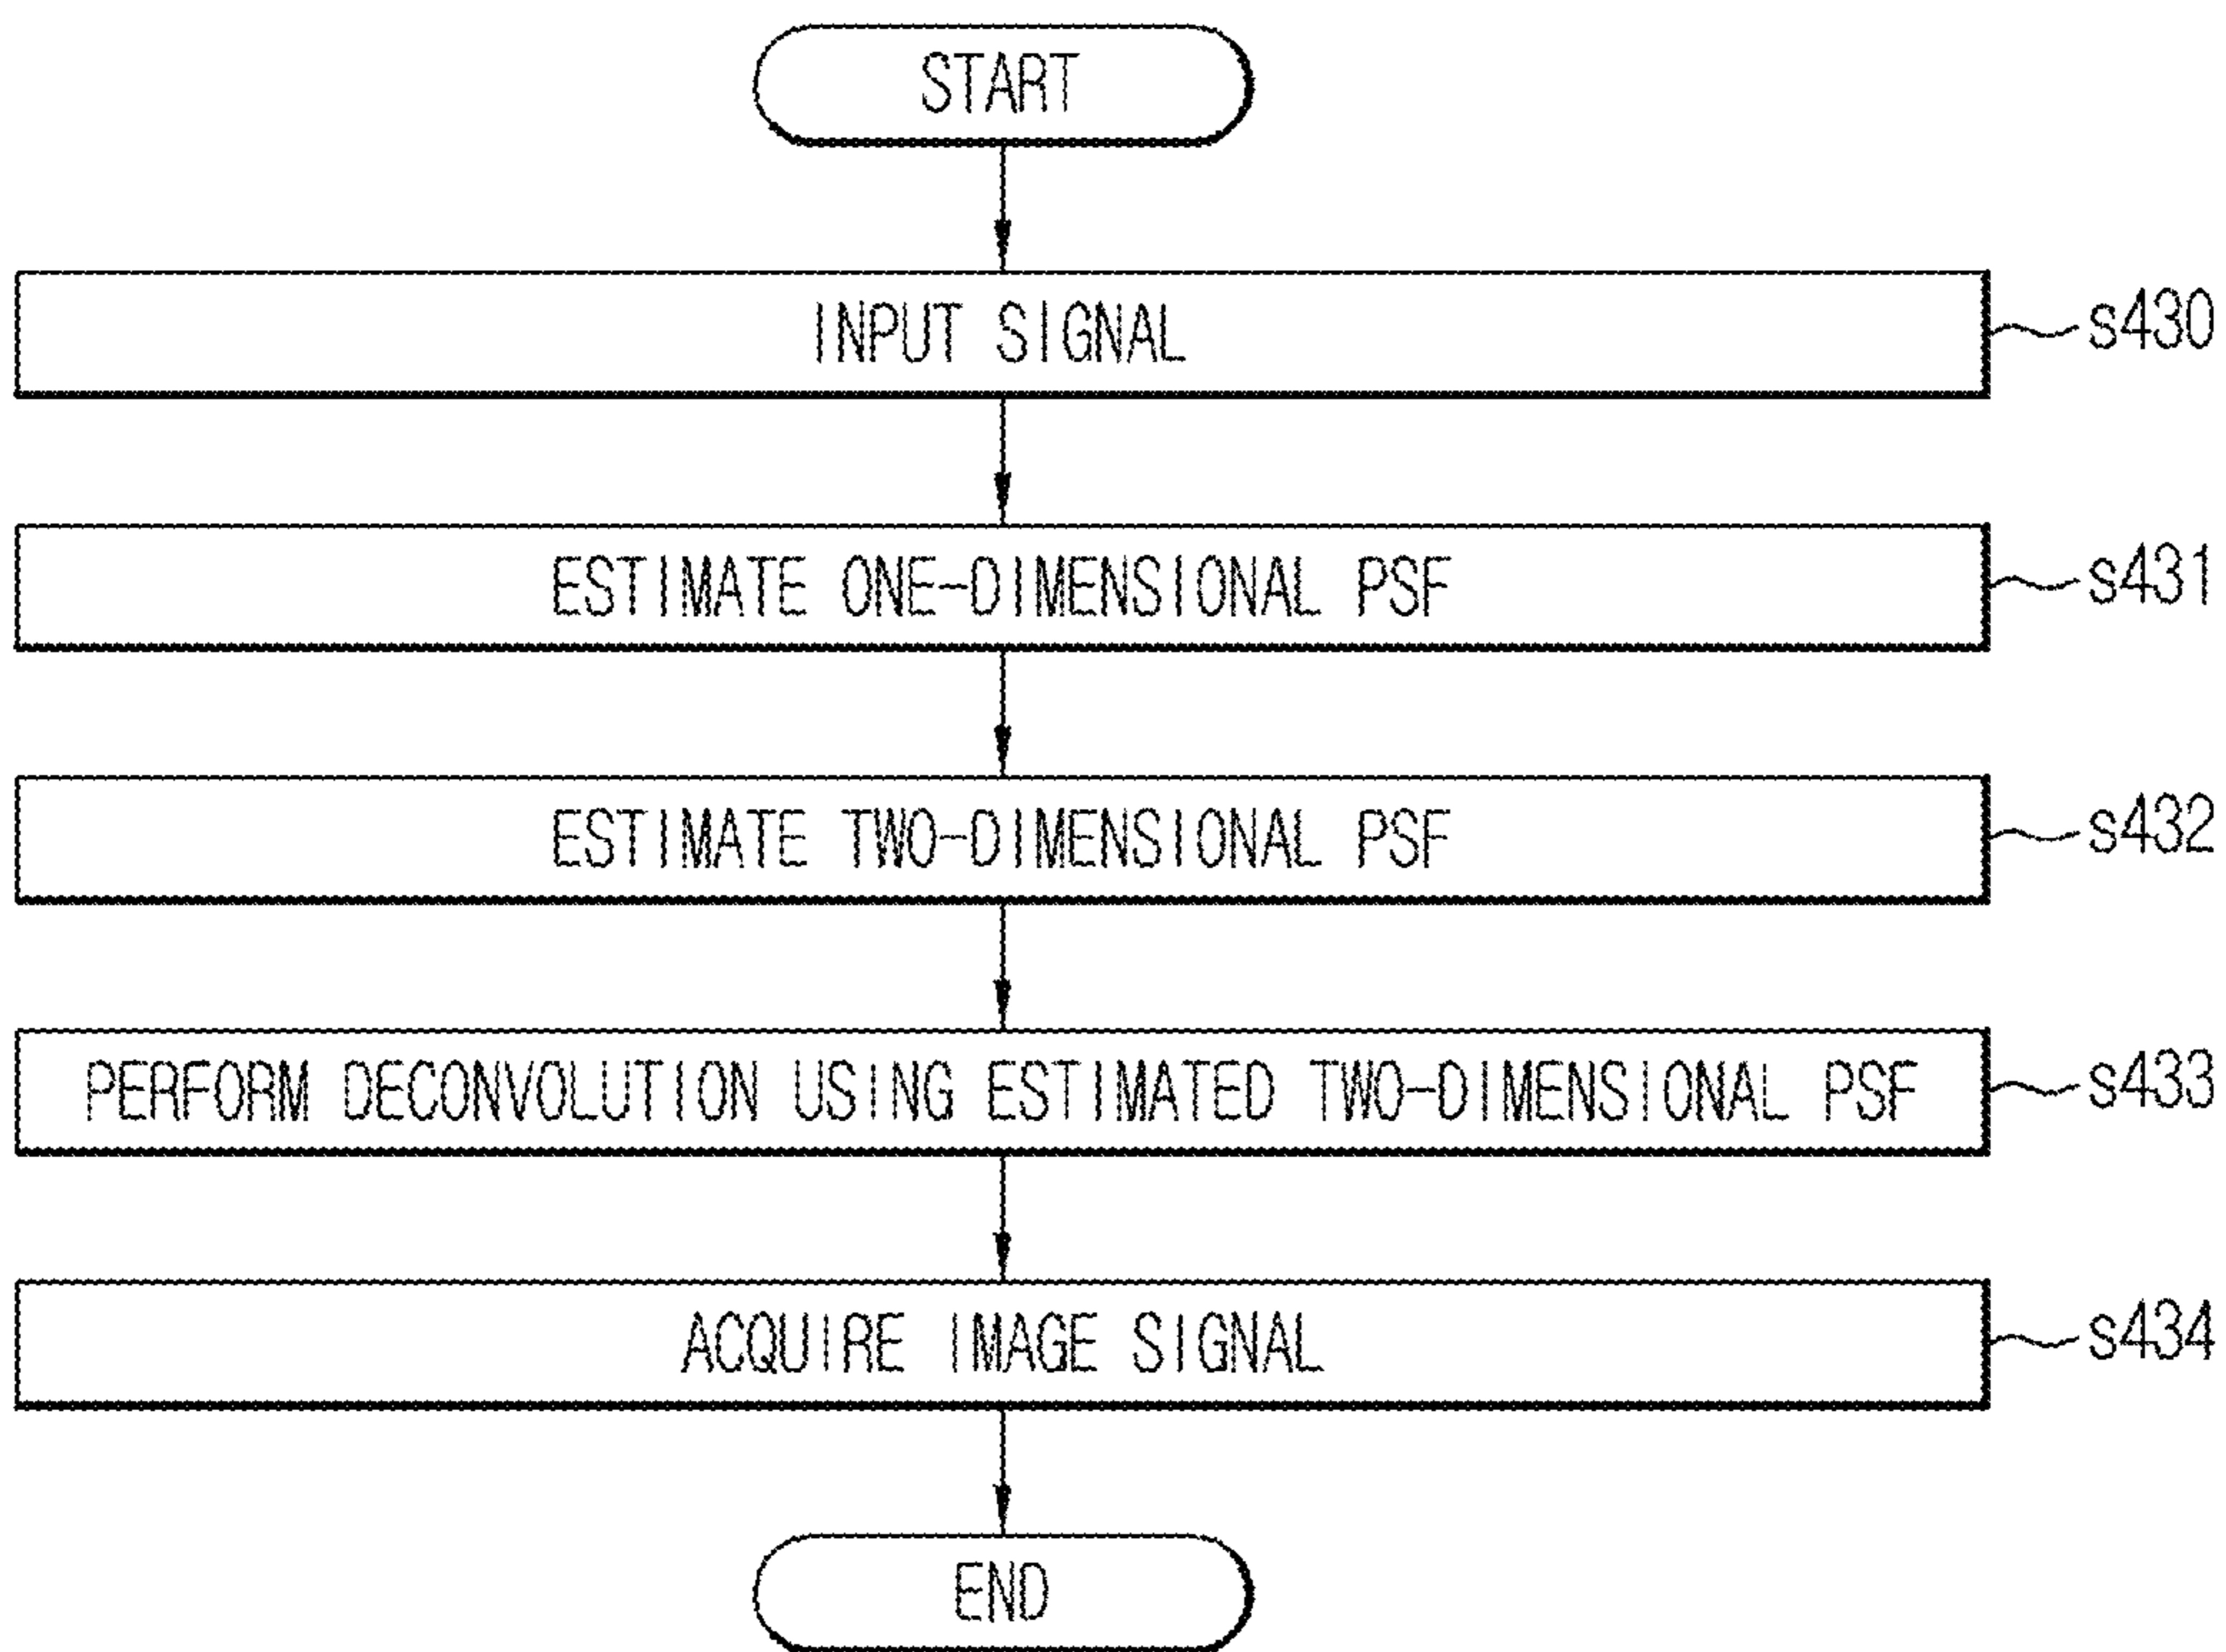 START
INPUT SIGNAL
s430
ESTIMATE ONE-DIMENSIONAL PSF
s431
ESTIMATE TWO-DIMENSIONAL PSF
s432
PERFORM DECONVOLUTION USING ESTIMATED TWO-DIMENSIONAL PSF
s433
ACQUIRE IMAGE SIGNAL
s434
END